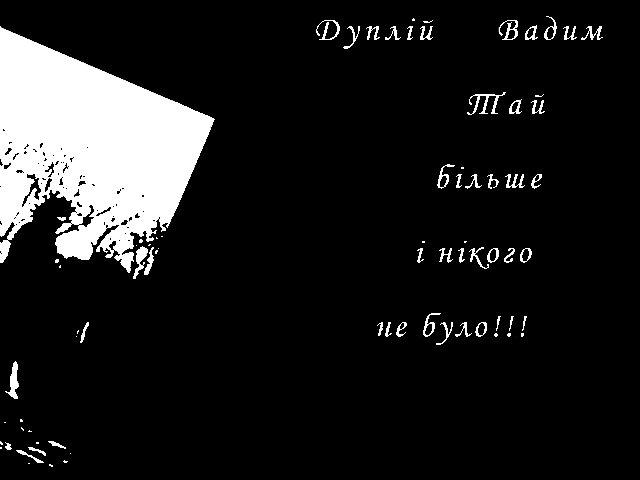 Дуплій Вадим
Тай
більше
і нікого
не було!!!